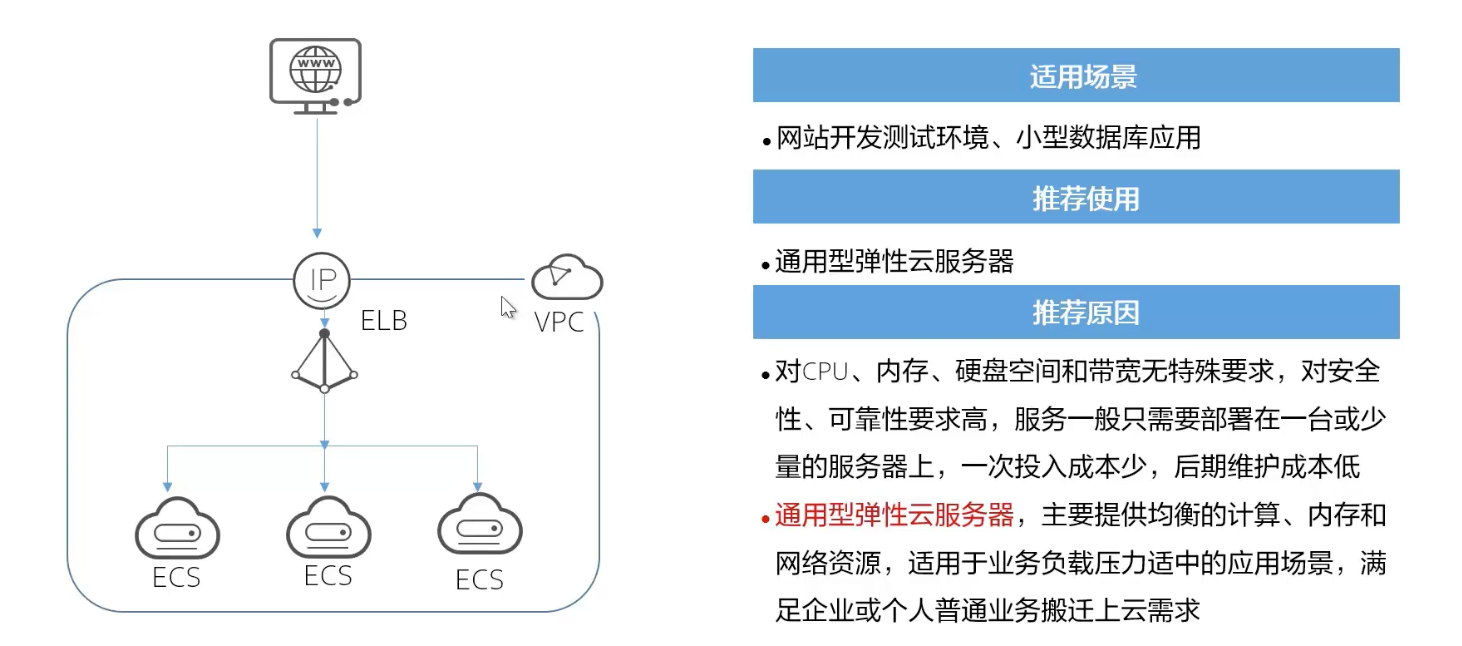 www
IP
ELB
VPC
ECS
ECS
ECS
适用场景
•网站开发测试环境、小型数据库应用
推荐使用
•通用型弹性云服务器
推荐原因
•对CPU、内存、硬盘空间和带宽无特殊要求，对安全
性、可靠性要求高，服务一般只需要部署在一台或少
量的服务器上，一次投入成本少，后期维护成本低
•通用型弹性云服务器，主要提供均衡的计算、内存和
网络资源，适用于业务负载压力适中的应用场景，满
足企业或个人普通业务搬迁上云需求